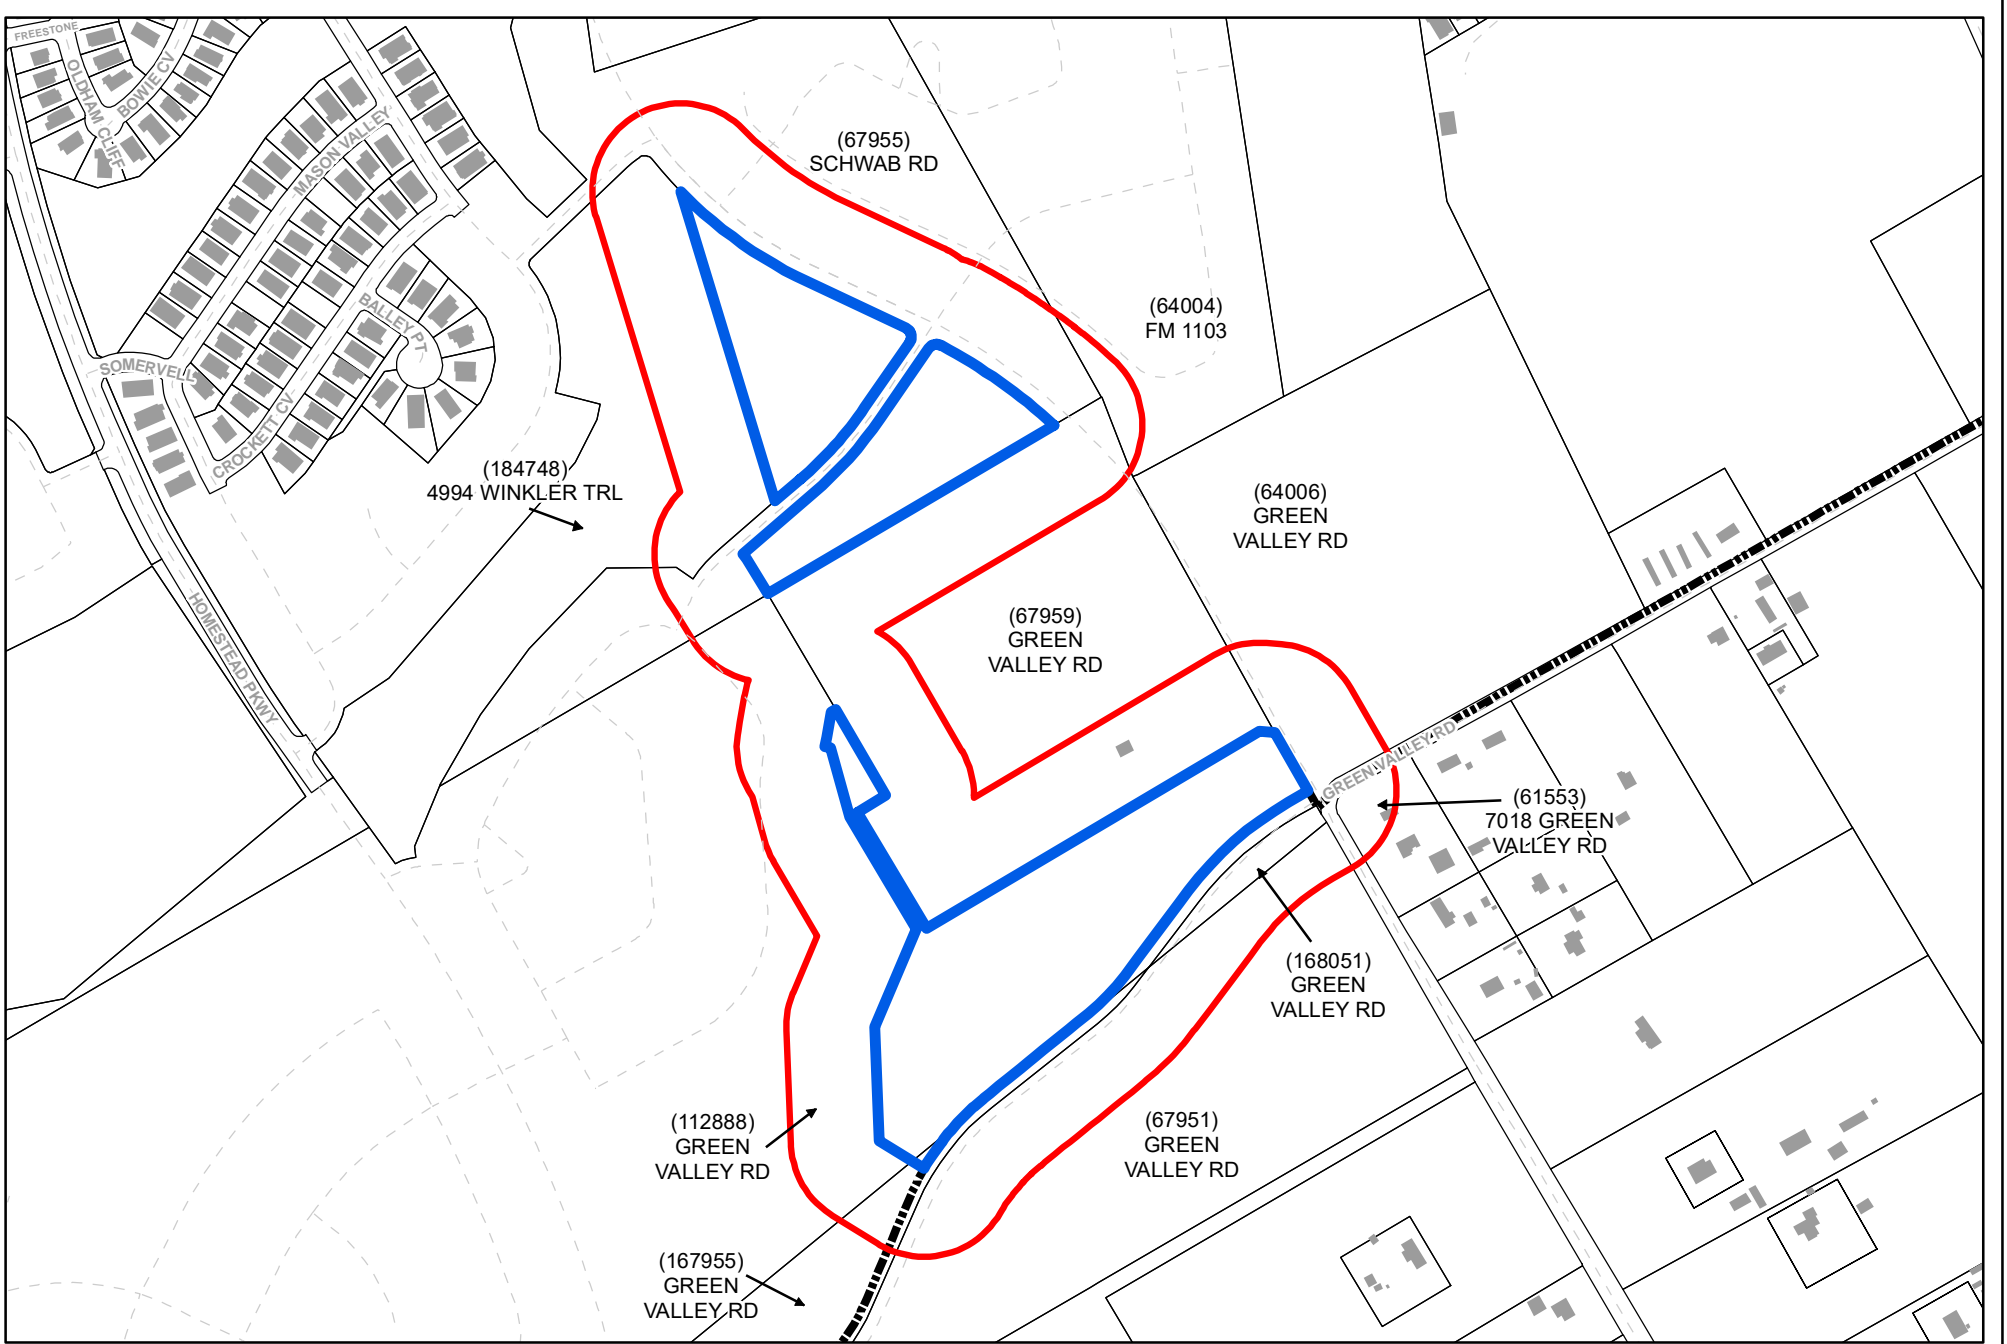 FREESTONE
OLDHAM CLIFF
BOWIE CV
MASON VALLEY
(67955)
SCHWAB RD
(64004)
FM 1103
BALLEY PT
SOMERVELL
CROCKETT CV
(184748)
4994 WINKLER TRL
(64006)
GREEN
VALLEY RD
HOMESTEAD PKWY
(67959)
GREEN
VALLEY RD
GREEN VALLEY RD
(61553)
7018 GREEN
VALLEY RD
(168051)
GREEN
VALLEY RD
(112888)
GREEN
VALLEY RD
(67951)
GREEN
VALLEY RD
(167955)
GREEN
VALLEY RD